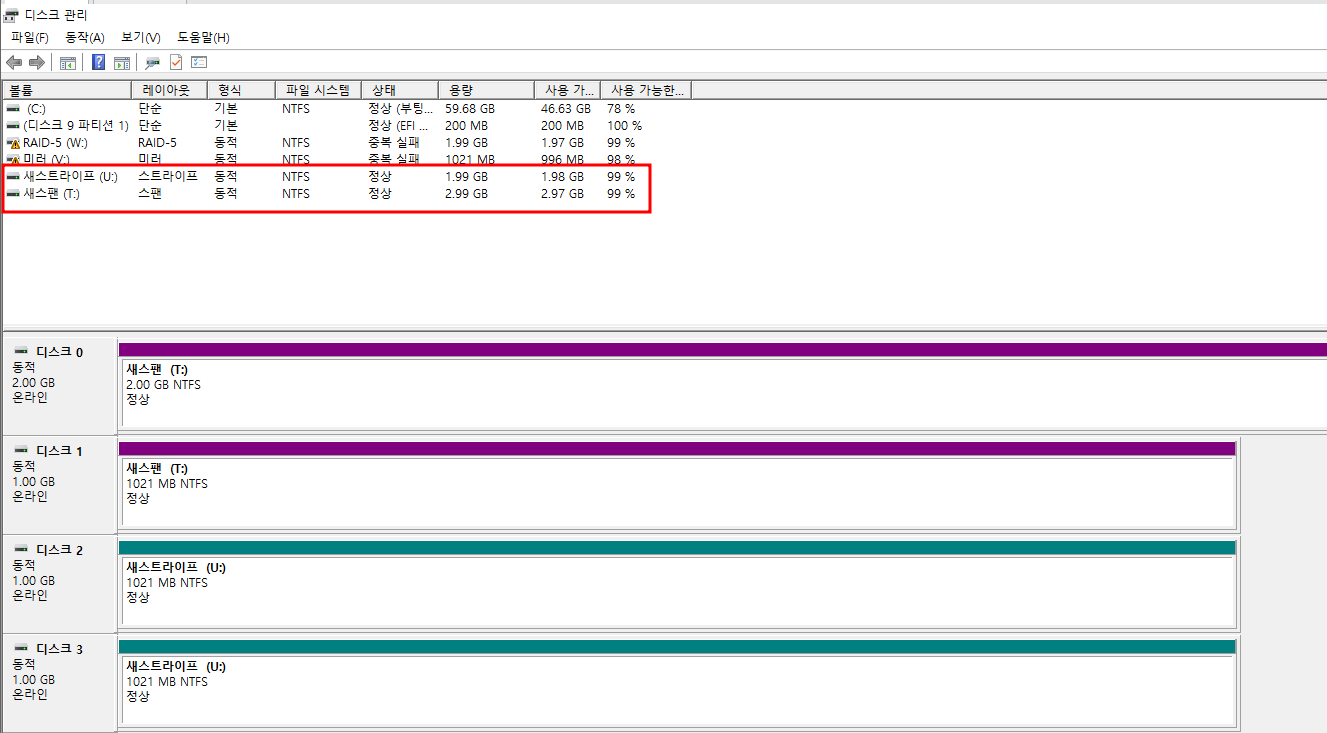 디스크 관리
파일(F) 동작(A) 보기(V) 도움말(H)
볼륨 레이아웃 형식 파일 시스템 상태 용량 사용 가... 사용 가능한...
(C:) 단순 기본 NTFS 정상 (부팅... 59.68 GB 46.63 GB 78 %
(디스크 9 파티션 1) 단순 기본 정상 (EFI ... 200 MB 200 MB 100 %
RAID-5 (W:) RAID-5 동적 NTFS 중복 실패 1.99 GB 1.97 GB 99 %
미러 (V:) 미러 동적 NTFS 중복 실패 1021 MB 996 MB 98 %
새스트라이프 (U:) 스트라이프 동적 NTFS 정상 1.99 GB 1.98 GB 99 %
새스팬 (T:) 스팬 동적 NTFS 정상 2.99 GB 2.97 GB 99 %
디스크 0
동적
2.00 GB
온라인
새스팬 (T:)
2.00 GB NTFS
정상
디스크 1
동적
1.00 GB
온라인
새스팬 (T:)
1021 MB NTFS
정상
디스크 2
동적
1.00 GB
온라인
새스트라이프 (U:)
1021 MB NTFS
정상
디스크 3
동적
1.00 GB
온라인
새스트라이프 (U:)
1021 MB NTFS
정상